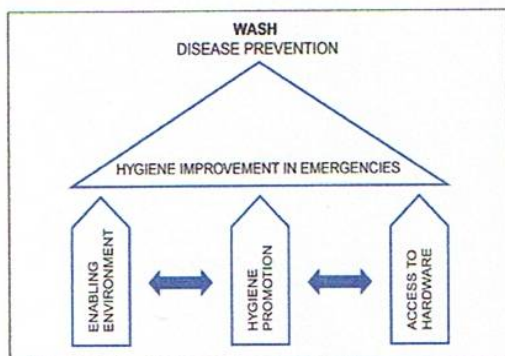 WASH
DISEASE PREVENTION
HYGIENE IMPROVEMENT IN EMERGENCIES
ENABLING
ENVIRONMENT
HYGIENE
PROMOTION
ACCESS TO
HARDWARE